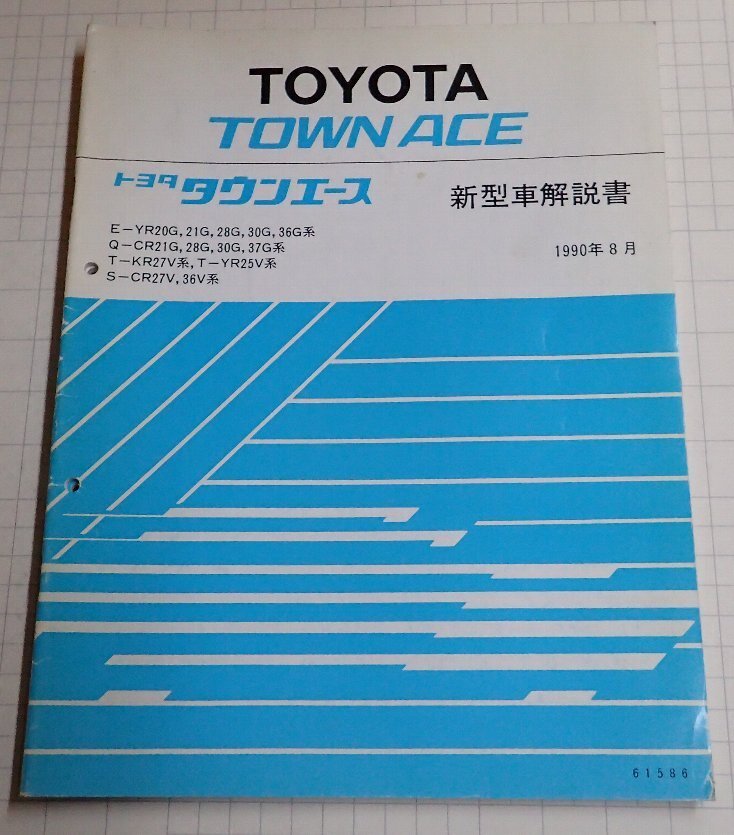 TOYOTA
TOWN ACE
トヨタ タウンエース
新型車解説書
E－YR20G, 21G, 28G, 30G, 36G系
Q－CR21G, 28G, 30G, 37G系
T－KR27V系, T－YR25V系
S－CR27V, 36V系
1990年8月
61586